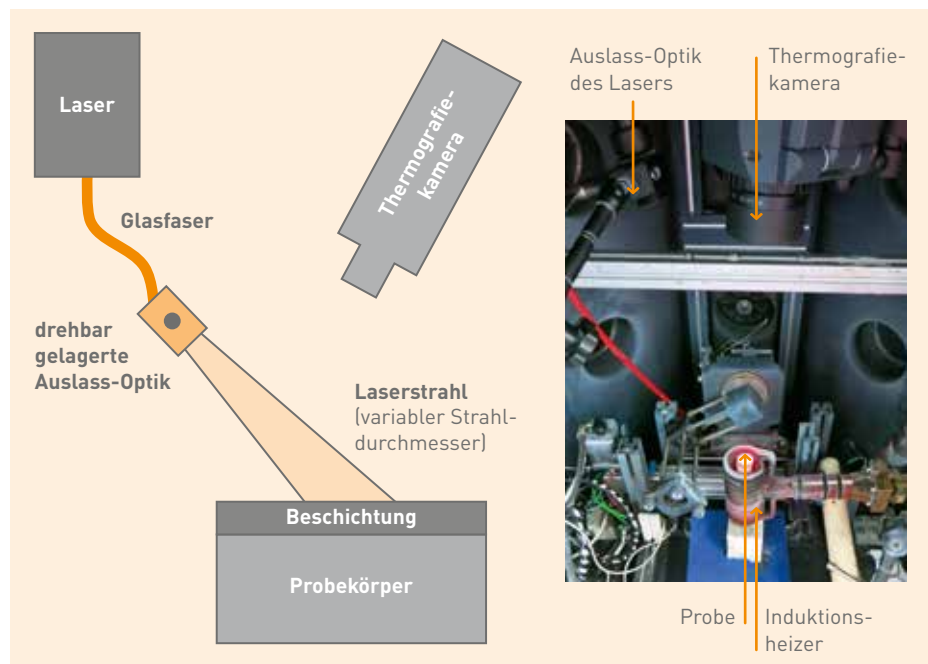 Laser
Glasfaser
drehbar
gelagerte
Auslass-Optik
Thermografie-
kamera
Laserstrahl
(variabler Strahl-
durchmesser)
Beschichtung
Probekörper
Auslass-Optik
des Lasers
Thermografie-
kamera
Probe
Induktions-
heizer